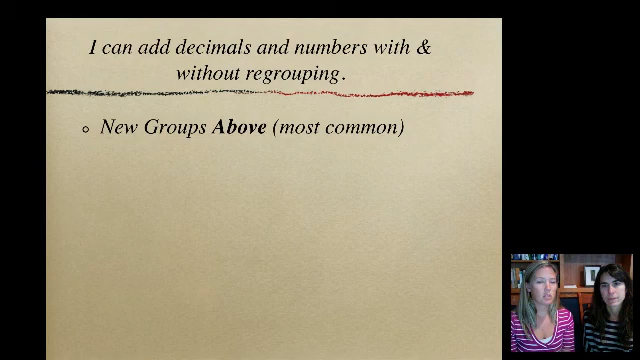 I can add decimals and numbers with &
without regrouping.
New Groups Above (most common)